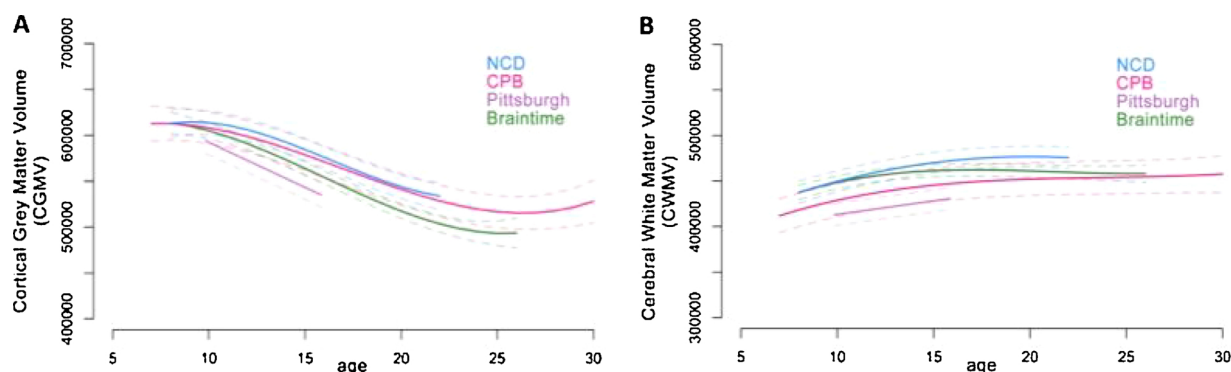 A
Cortical Grey Matter Volume
(CGMV)
700000
600000
500000
400000
NCD
CPB
Pittsburgh
Braintime
5 10 15 20 25 30
age
B
Cerebral White Matter Volume
(CWMV)
600000
500000
400000
300000
NCD
CPB
Pittsburgh
Braintime
5 10 15 20 25 30
age